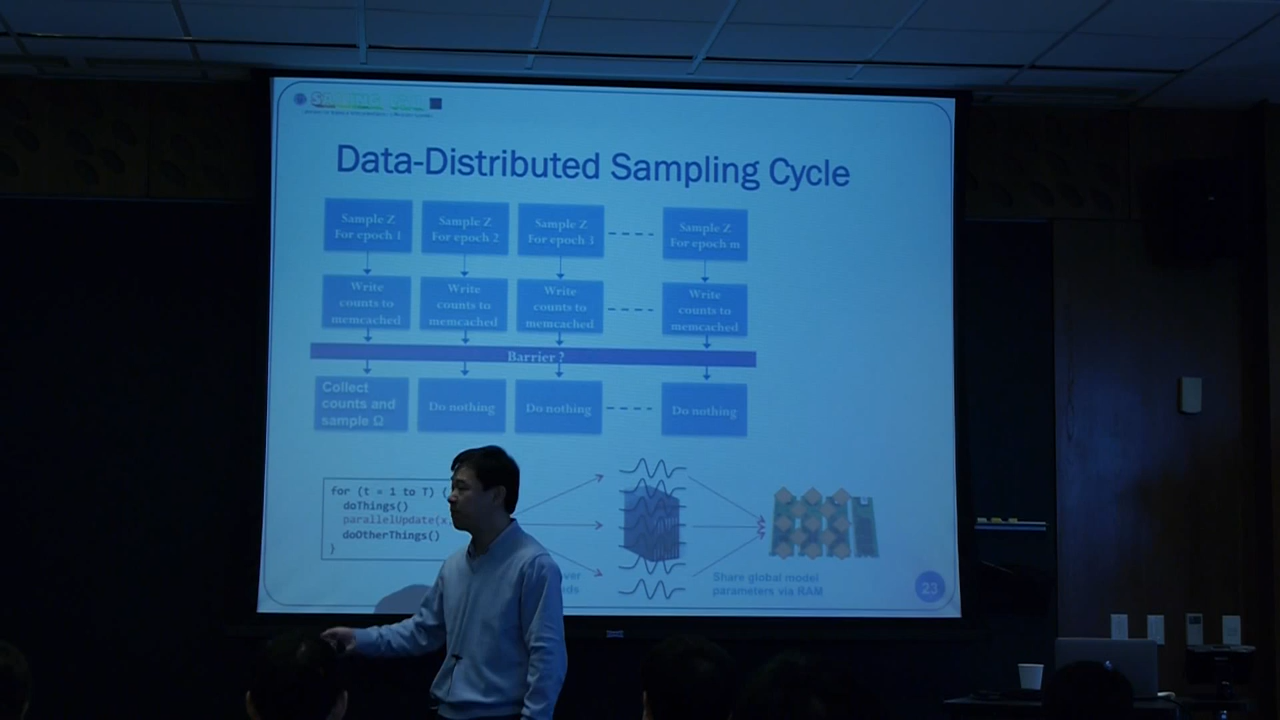 Data-Distributed Sampling Cycle
Sample Z
For epoch 1
Sample Z
For epoch 2
Sample Z
For epoch 3
Sample Z
For epoch m
Write
counts to
memcached
Write
counts to
memcached
Write
counts to
memcached
Write
counts to
memcached
Barrier ?
Collect
counts and
sample Ω
Do nothing
Do nothing
Do nothing
for (t = 1 to T) {
doThings()
parallelUpdate(x
doOtherThings()
}
Share global model
parameters via RAM
23